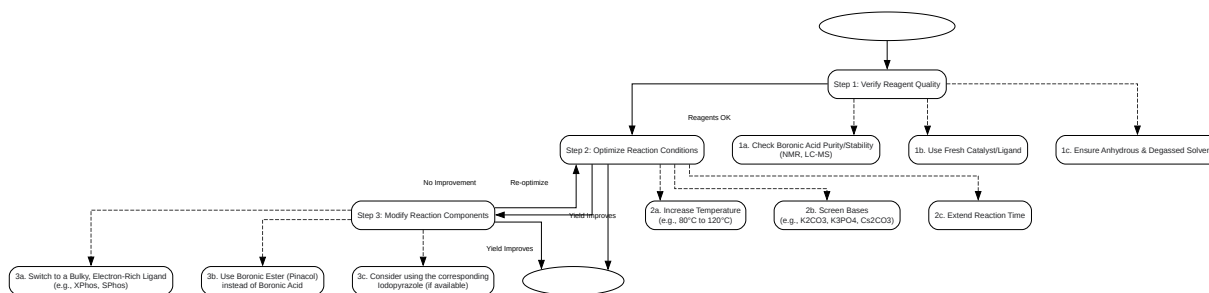 Step 1: Verify Reagent Quality
Reagents OK
Step 2: Optimize Reaction Conditions
1a. Check Boronic Acid Purity/Stability
(NMR, LC-MS)
1b. Use Fresh Catalyst/Ligand
1c. Ensure Anhydrous & Degassed Solven
No Improvement
Re-optimize
Step 3: Modify Reaction Components
Yield Improves
2a. Increase Temperature
(e.g., 80°C to 120°C)
2b. Screen Bases
(e.g., K2CO3, K3PO4, Cs2CO3)
2c. Extend Reaction Time
Yield Improves
3a. Switch to a Bulky, Electron-Rich Ligand
(e.g., XPhos, SPhos)
3b. Use Boronic Ester (Pinacol)
instead of Boronic Acid
3c. Consider using the corresponding
Iodopyrazole (if available)